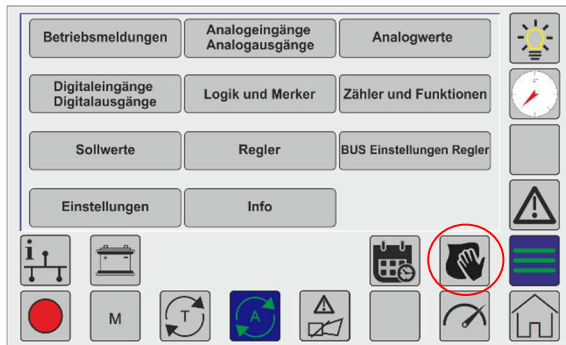 Betriebsmeldungen
Analogeingänge
Analogausgänge
Analogwerte
Digitaleingänge
Digitalausgänge
Logik und Merker
Zähler und Funktionen
Sollwerte
Regler
BUS Einstellungen Regler
Einstellungen
Info
i
M
T
A